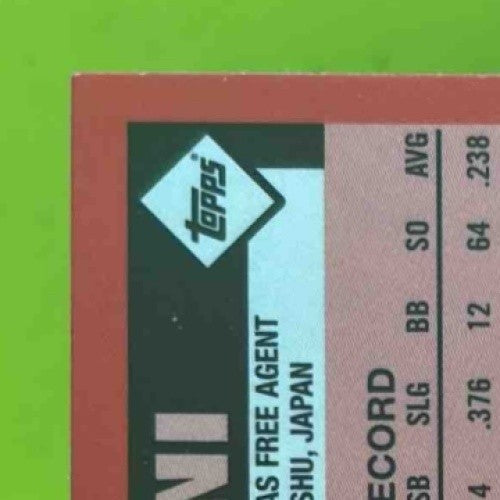 topps
NI
AS FREE AGENT
SHU, JAPAN
ECORD
SB SLG BB SO AVG
4 .376 12 64 .238